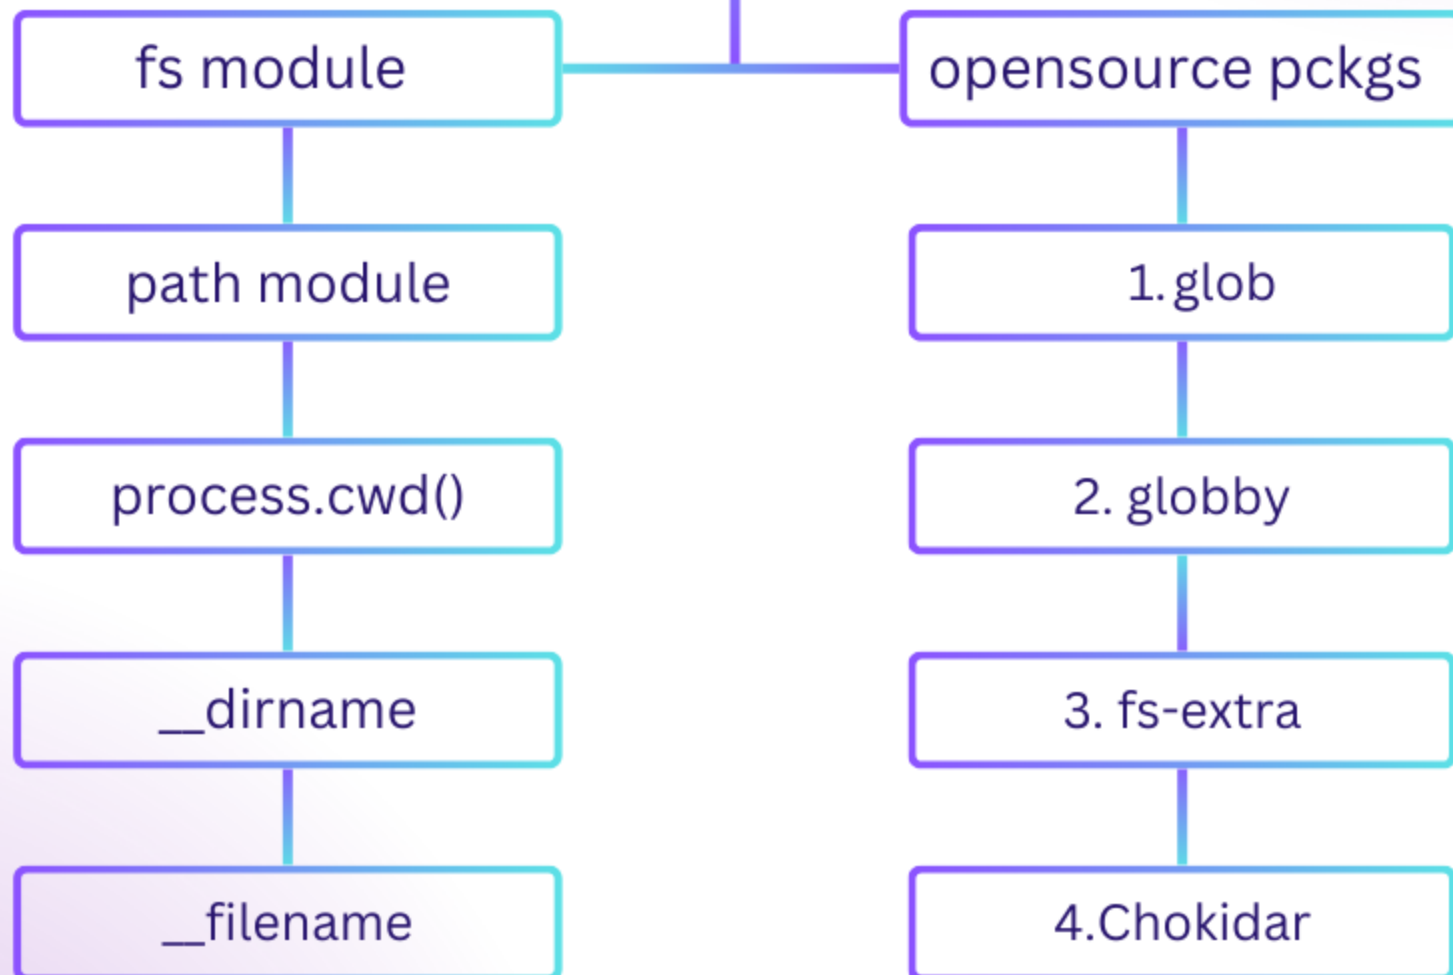 fs module
opensource pckgs
path module
1. glob
process.cwd()
2. globby
__dirname
3. fs-extra
__filename
4.Chokidar